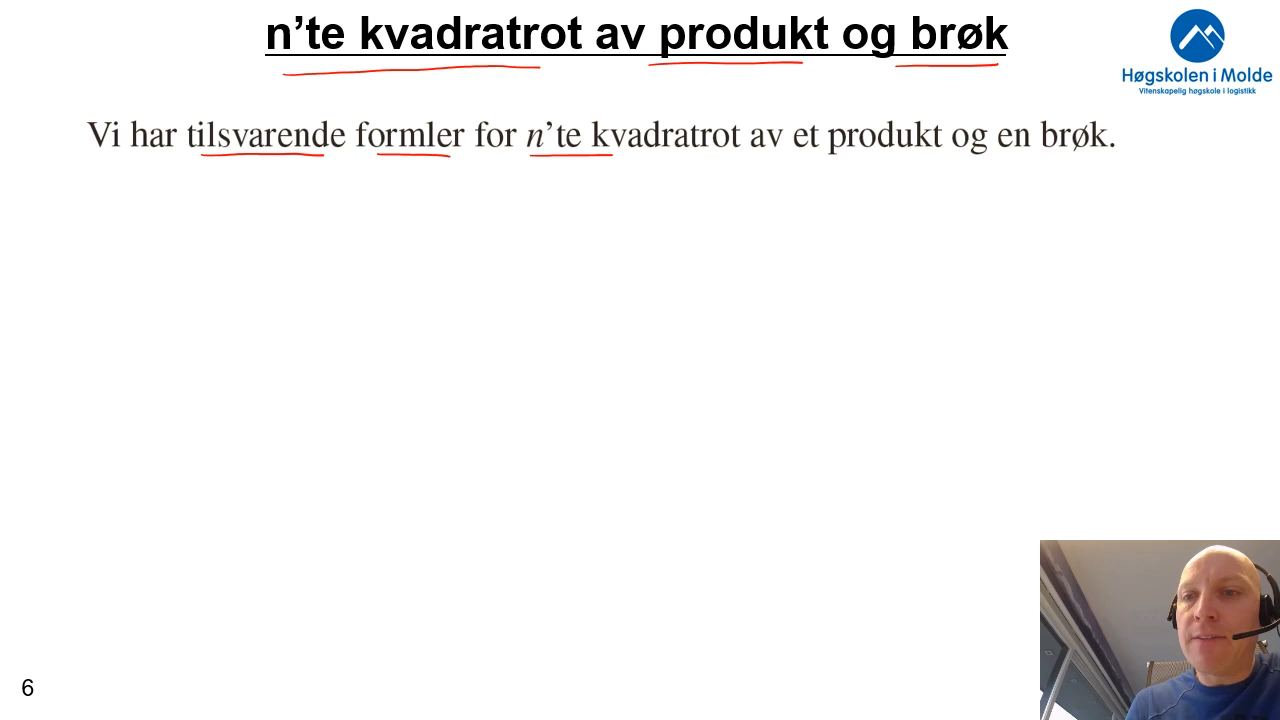 n’te kvadratrot av produkt og brøk
Høgskolen i Molde
Vitenskapelig høgskole i logistikk
Vi har tilsvarende formler for n’te kvadratrot av et produkt og en brøk.
6